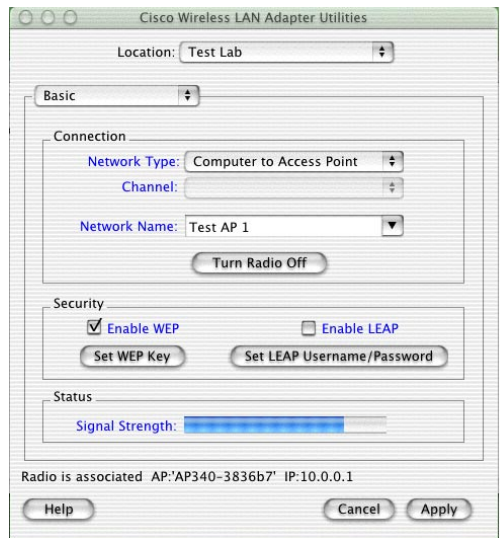 Cisco Wireless LAN Adapter Utilities
Location: Test Lab
Basic
Connection
Network Type: Computer to Access Point
Channel:
Network Name: Test AP 1
Turn Radio Off
Security
Enable WEP Enable LEAP
Set WEP Key Set LEAP Username/Password
Status
Signal Strength:
Radio is associated AP:'AP340-3836b7' IP:10.0.0.1
Help Cancel Apply